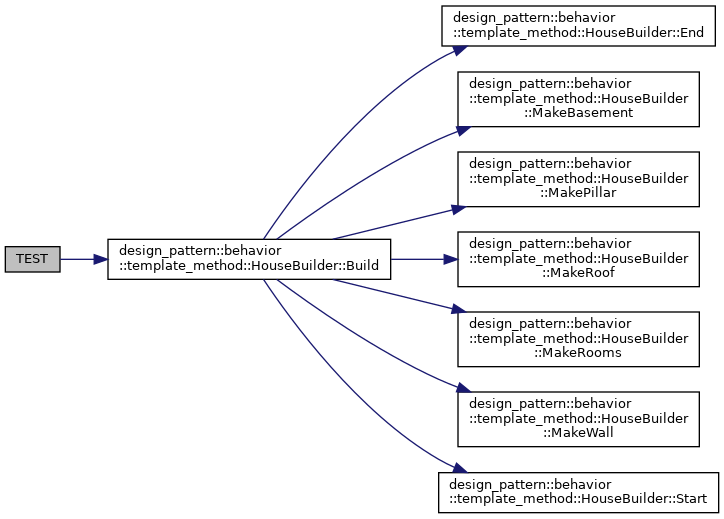 TEST
design_pattern::behavior
::template_method::HouseBuilder::Build
design_pattern::behavior
::template_method::HouseBuilder::End
design_pattern::behavior
::template_method::HouseBuilder
::MakeBasement
design_pattern::behavior
::template_method::HouseBuilder
::MakePillar
design_pattern::behavior
::template_method::HouseBuilder
::MakeRoof
design_pattern::behavior
::template_method::HouseBuilder
::MakeRooms
design_pattern::behavior
::template_method::HouseBuilder
::MakeWall
design_pattern::behavior
::template_method::HouseBuilder::Start